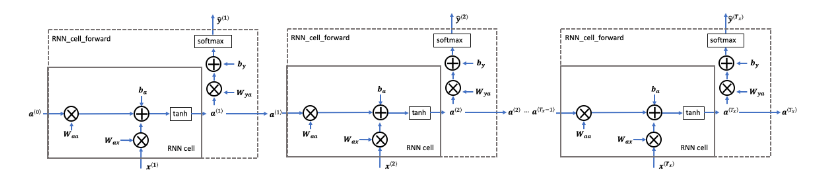 ŷ⟨1⟩
RNN_cell_forward
softmax
b_y
W_ya
b_a
a⟨0⟩
tanh
a⟨1⟩
a⟨1⟩
W_aa
W_ax
RNN cell
x⟨1⟩
ŷ⟨2⟩
RNN_cell_forward
softmax
b_y
W_ya
b_a
tanh
a⟨2⟩
a⟨2⟩ ... a⟨T_x−1⟩
W_aa
W_ax
RNN cell
x⟨2⟩
ŷ⟨T_x⟩
RNN_cell_forward
softmax
b_y
W_ya
b_a
tanh
a⟨T_x⟩
a⟨T_x⟩
W_aa
W_ax
RNN cell
x⟨T_x⟩